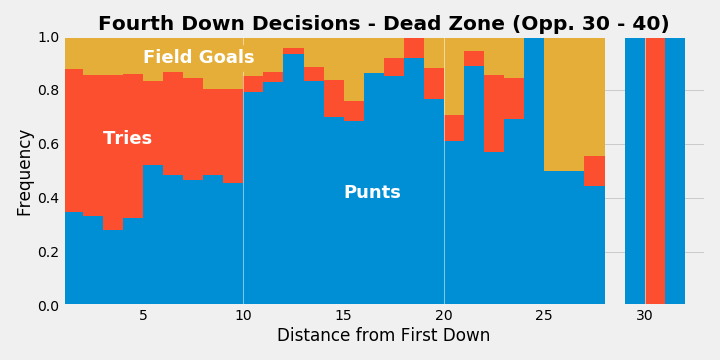 Fourth Down Decisions - Dead Zone (Opp. 30 - 40)
1.0
0.8
0.6
0.4
0.2
0.0
Frequency
Field Goals
Tries
Punts
5 10 15 20 25 30
Distance from First Down